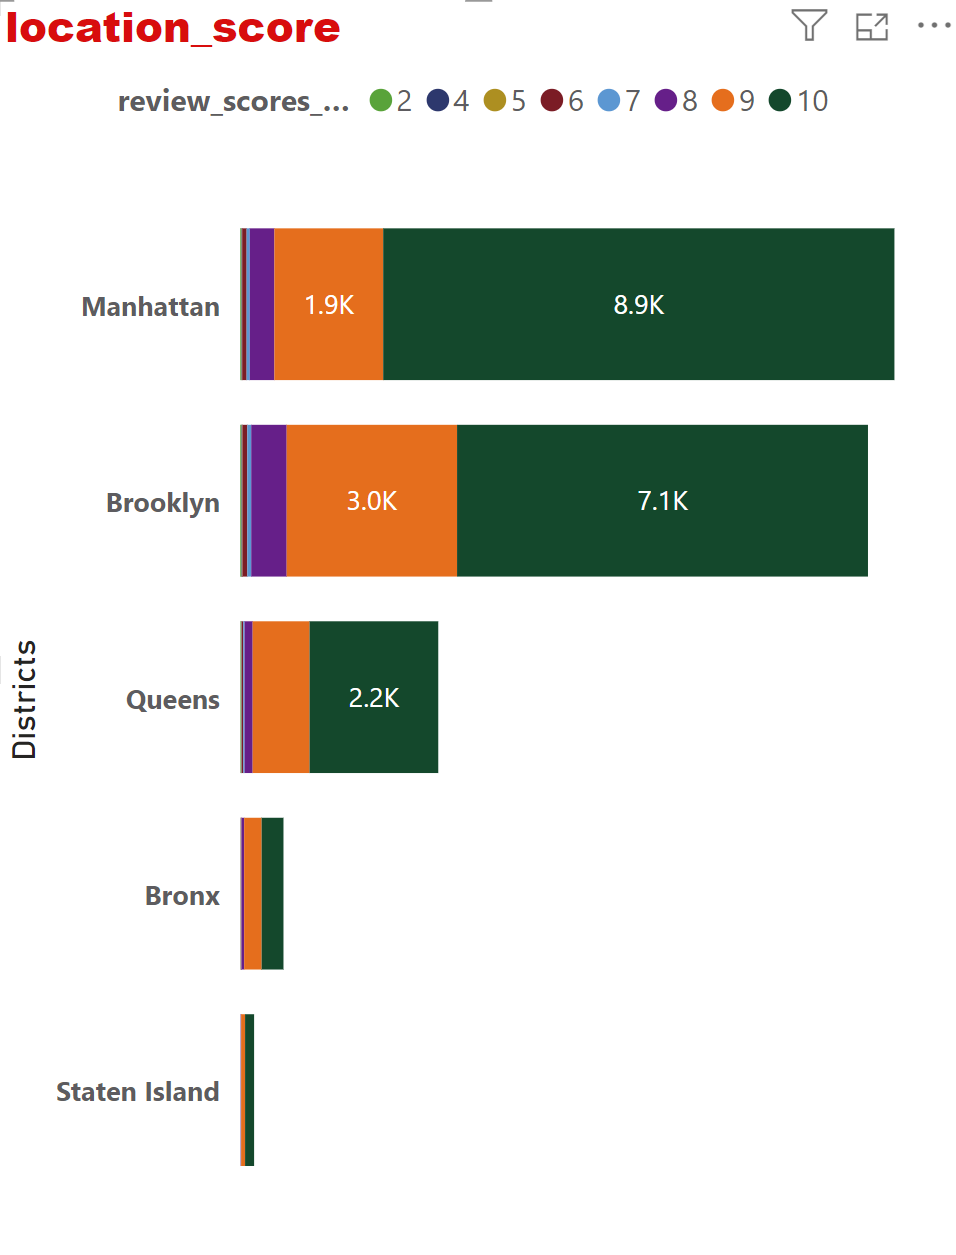 location_score
review_scores_... 2 4 5 6 7 8 9 10
Manhattan 1.9K 8.9K
Brooklyn 3.0K 7.1K
Queens 2.2K
Districts
Bronx
Staten Island